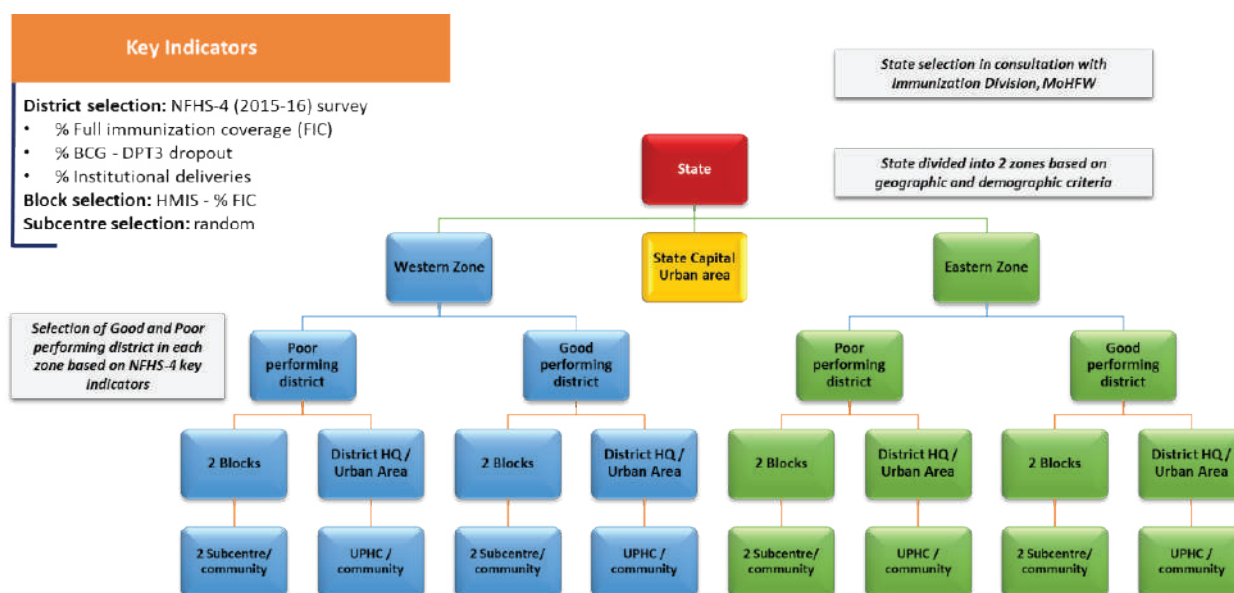 Key Indicators
District selection: NFHS-4 (2015-16) survey
• % Full immunization coverage (FIC)
• % BCG - DPT3 dropout
• % Institutional deliveries
Block selection: HMIS - % FIC
Subcentre selection: random
State selection in consultation with
Immunization Division, MoHFW
State divided into 2 zones based on
geographic and demographic criteria
State
Western Zone
State Capital
Urban area
Eastern Zone
Selection of Good and Poor
performing district in each
zone based on NFHS-4 key
indicators
Poor
performing
district
Good
performing
district
Poor
performing
district
Good
performing
district
2 Blocks
District HQ /
Urban Area
2 Blocks
District HQ /
Urban Area
2 Blocks
District HQ /
Urban Area
2 Blocks
District HQ /
Urban Area
2 Subcentre/
community
UPHC /
community
2 Subcentre/
community
UPHC /
community
2 Subcentre/
community
UPHC /
community
2 Subcentre/
community
UPHC /
community